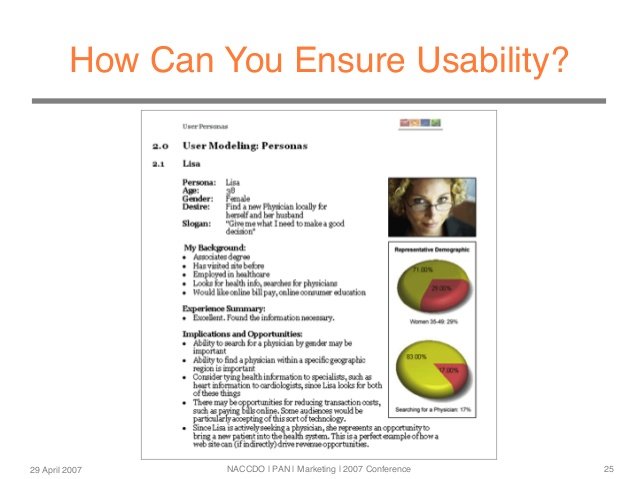 How Can You Ensure Usability?
User Personas
2.0 User Modeling: Personas
2.1 Lisa
Persona: Lisa
Age: 38
Gender: Female
Desire: Find a new Physician locally for
herself and her husband
Slogan: "Give me what I need to make a good
decision"
My Background:
• Associates degree
• Has visited site before
• Employed in healthcare
• Looks for health info, searches for physicians
• Would like online bill pay, online consumer education
Experience Summary:
• Excellent. Found the information necessary.
Implications and Opportunities:
• Ability to search for a physician by gender may be
important
• Ability to find a physician within a specific geographic
region is important
• Consider tying health information to specialists, such as
heart information to cardiologists, since Lisa looks for both
of these things
• There may be opportunities for reducing transaction costs,
such as paying bills online. Some audiences would be
particularly accepting of this sort of technology.
• Since Lisa is actively seeking a physician, she represents an opportunity to
bring a new patient into the health system. This is a perfect example of how a
web site can (if indirectly) drive revenue opportunities.
Representative Demographic
71.00%
29.00%
Women 35-49: 29%
83.00%
17.00%
Searching for a Physician: 17%
29 April 2007
NACCDO | PAN | Marketing | 2007 Conference
25